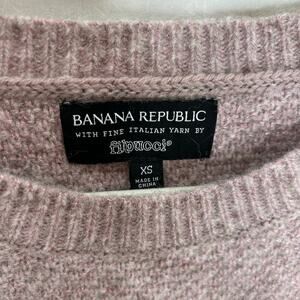 BANANA REPUBLIC
WITH FINE ITALIAN YARN BY
filpucci
XS
MADE IN
CHINA